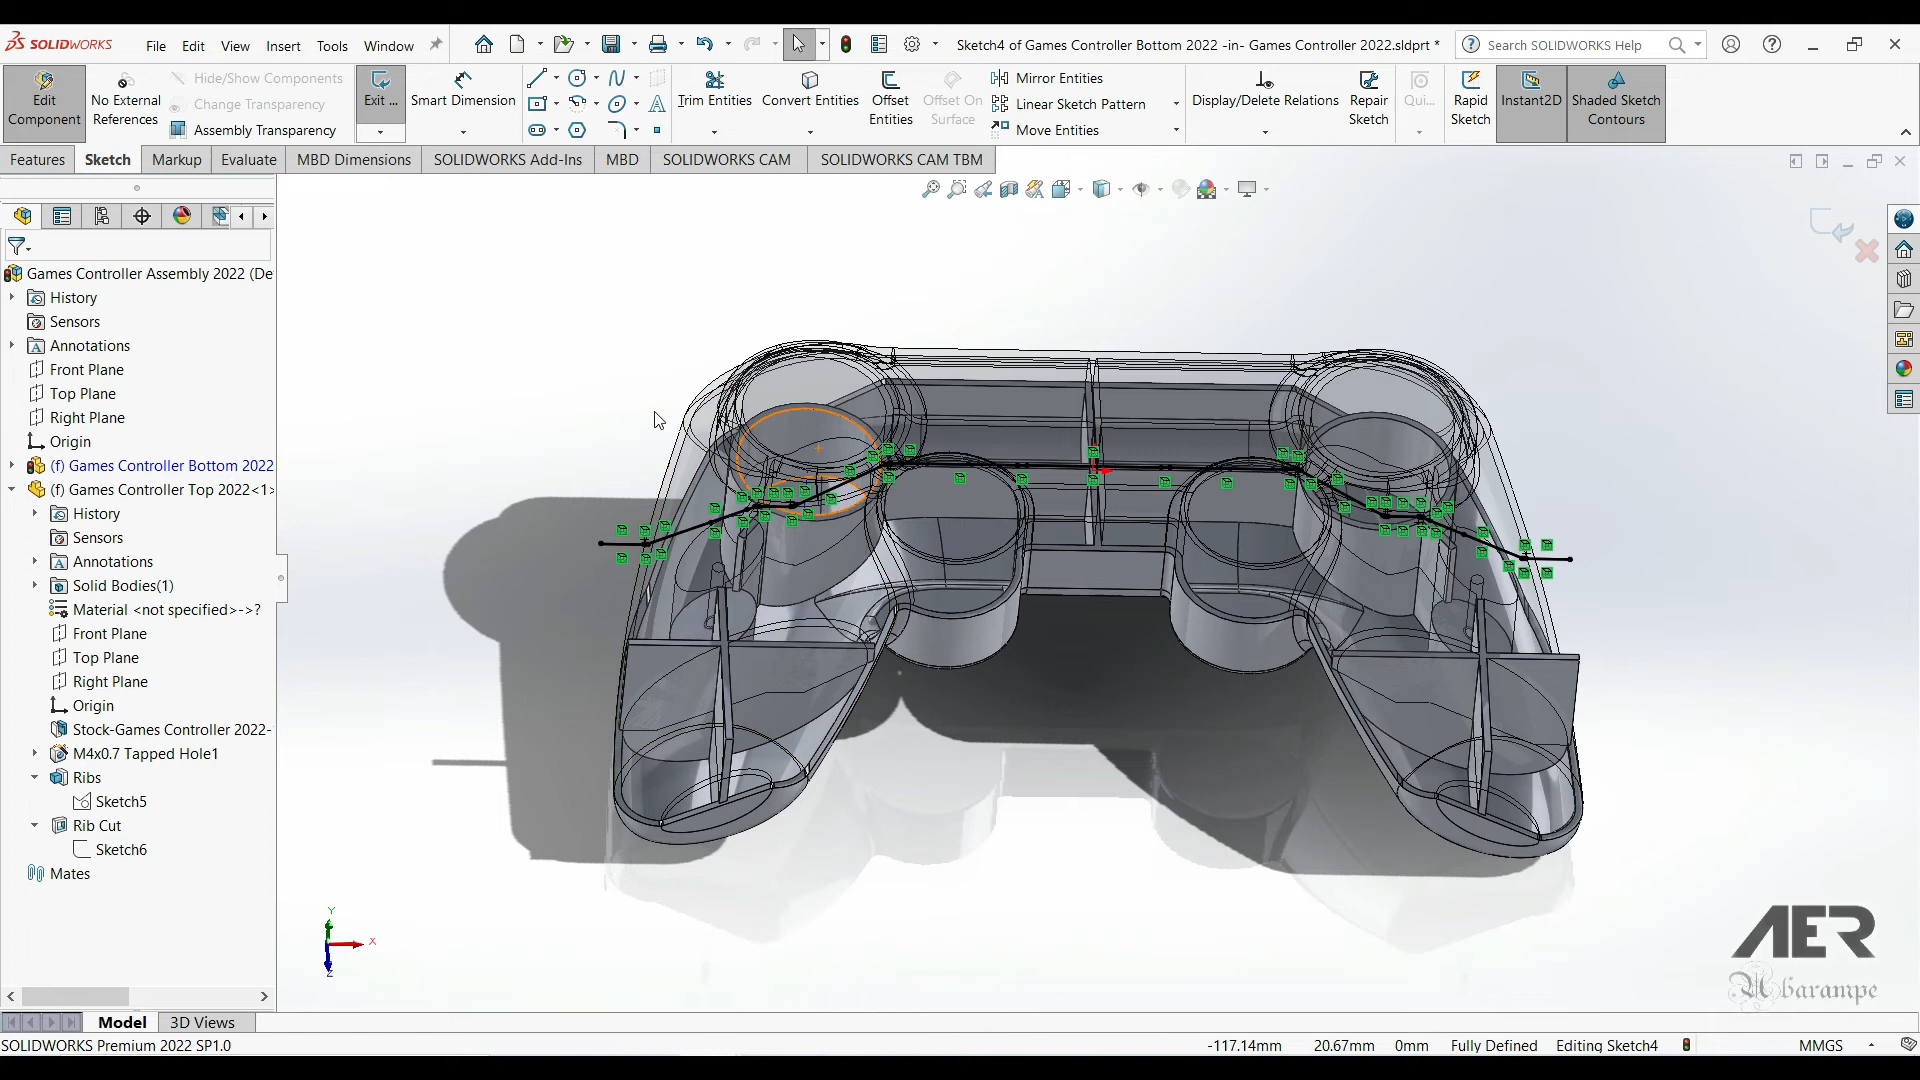 SOLIDWORKS
File Edit View Insert Tools Window
Sketch4 of Games Controller Bottom 2022 -in- Games Controller 2022.sldprt *
Search SOLIDWORKS Help
Edit Component
No External References
Hide/Show Components
Change Transparency
Assembly Transparency
Exit ...
Smart Dimension
Trim Entities
Convert Entities
Offset Entities
Offset On Surface
Mirror Entities
Linear Sketch Pattern
Move Entities
Display/Delete Relations
Repair Sketch
Qui...
Rapid Sketch
Instant2D
Shaded Sketch Contours
Features Sketch Markup Evaluate MBD Dimensions SOLIDWORKS Add-Ins MBD SOLIDWORKS CAM SOLIDWORKS CAM TBM
Games Controller Assembly 2022 (De
History
Sensors
Annotations
Front Plane
Top Plane
Right Plane
Origin
(f) Games Controller Bottom 2022
(f) Games Controller Top 2022<1>
History
Sensors
Annotations
Solid Bodies(1)
Material <not specified>->?
Front Plane
Top Plane
Right Plane
Origin
Stock-Games Controller 2022-
M4x0.7 Tapped Hole1
Ribs
Sketch5
Rib Cut
Sketch6
Mates
Y
X
Z
AER
Abarampe
Model 3D Views
SOLIDWORKS Premium 2022 SP1.0
-117.14mm 20.67mm 0mm Fully Defined Editing Sketch4 MMGS